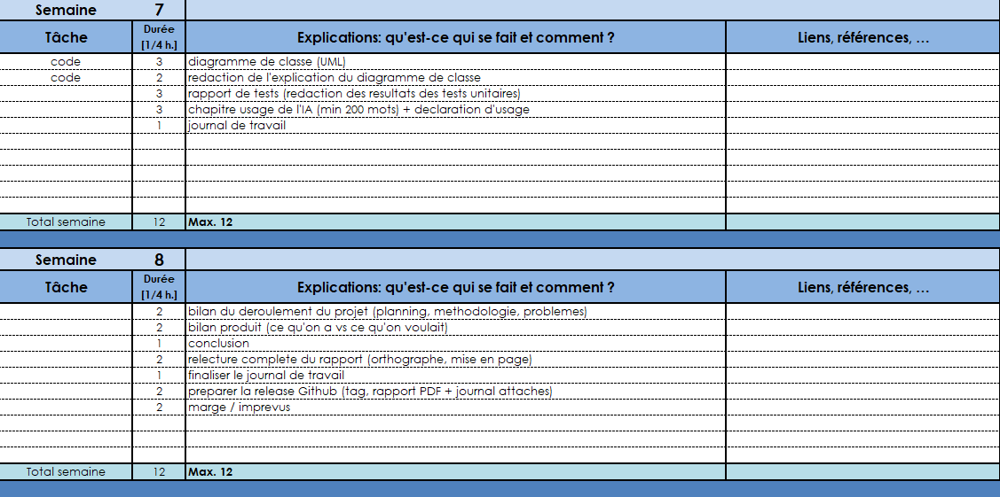 Semaine 7
Tâche Durée [1/4 h.] Explications: qu'est-ce qui se fait et comment ? Liens, références, ...
code 3 diagramme de classe (UML)
code 2 redaction de l'explication du diagramme de classe
3 rapport de tests (redaction des resultats des tests unitaires)
3 chapitre usage de l'IA (min 200 mots) + declaration d'usage
1 journal de travail
Total semaine 12 Max. 12
Semaine 8
Tâche Durée [1/4 h.] Explications: qu'est-ce qui se fait et comment ? Liens, références, ...
2 bilan du deroulement du projet (planning, methodologie, problemes)
2 bilan produit (ce qu'on a vs ce qu'on voulait)
1 conclusion
2 relecture complete du rapport (orthographe, mise en page)
1 finaliser le journal de travail
2 preparer la release Github (tag, rapport PDF + journal attaches)
2 marge / imprevus
Total semaine 12 Max. 12